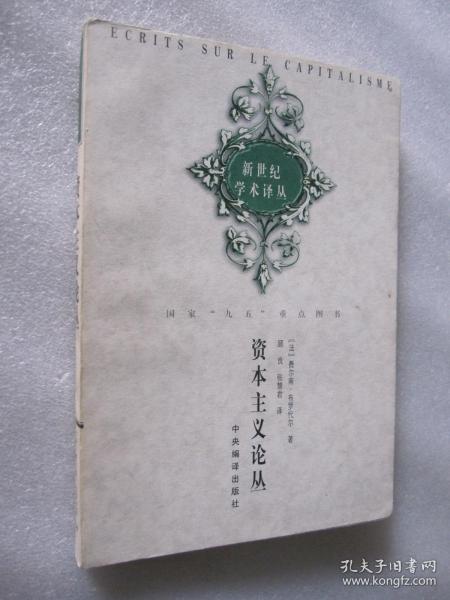 ECRITS SUR LE CAPITALISME
新世纪
学术译丛
国家"九五"重点图书
[法]费尔南·布罗代尔 著
顾良 张慧君 译
资本主义论丛
中央编译出版社
孔夫子旧书网
www.kongfz.com